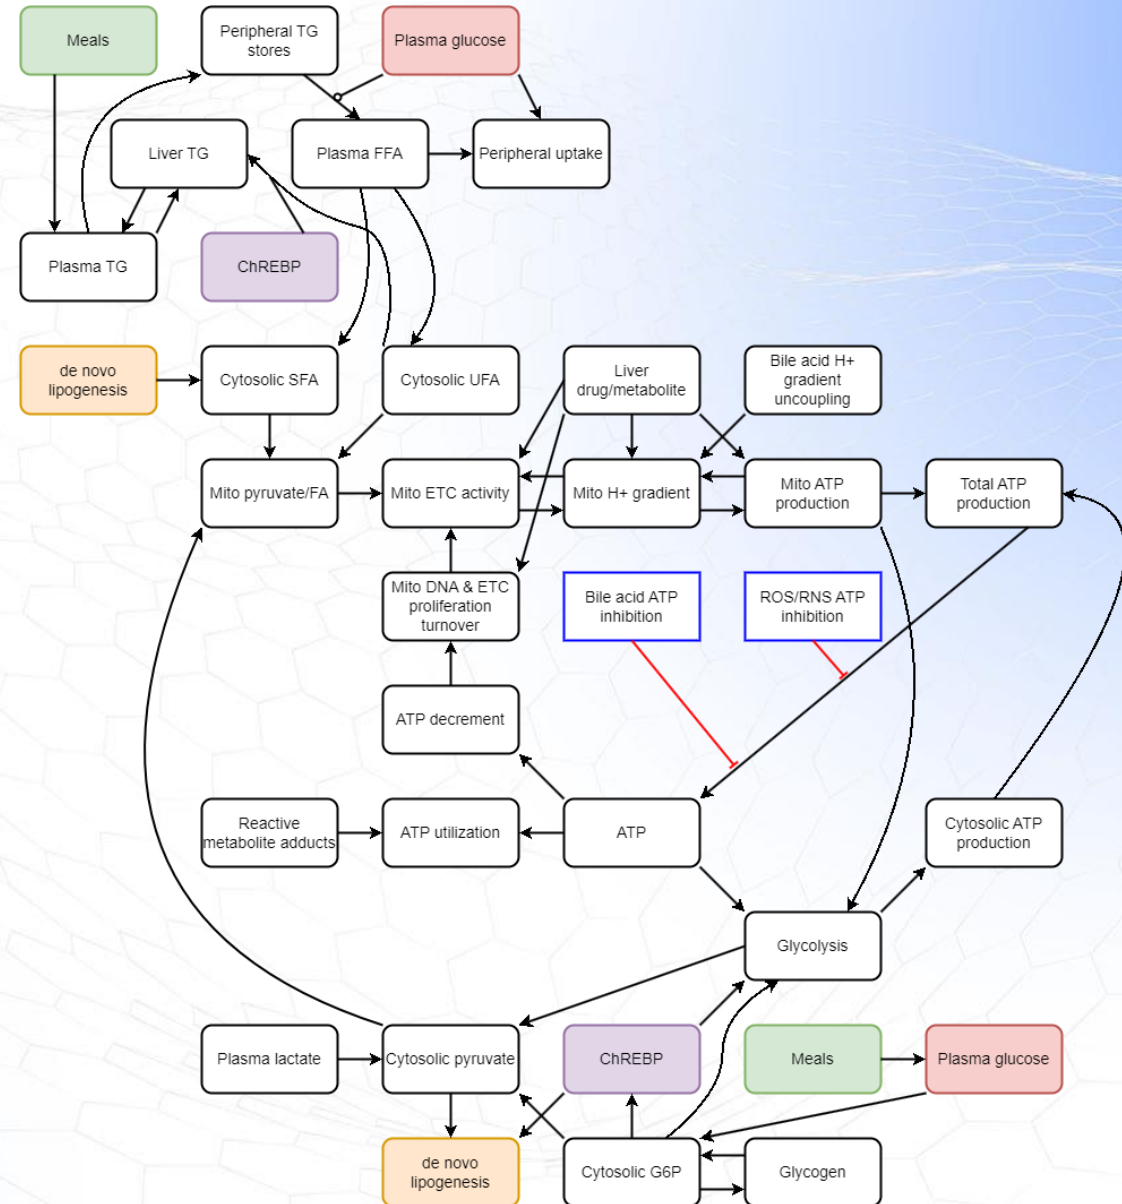 Meals
Peripheral TG
stores
Plasma glucose
Liver TG
Plasma FFA
Peripheral uptake
Plasma TG
ChREBP
de novo
lipogenesis
Cytosolic SFA
Cytosolic UFA
Liver
drug/metabolite
Bile acid H+
gradient
uncoupling
Mito pyruvate/FA
Mito ETC activity
Mito H+ gradient
Mito ATP
production
Total ATP
production
Mito DNA & ETC
proliferation
turnover
Bile acid ATP
inhibition
ROS/RNS ATP
inhibition
ATP decrement
Reactive
metabolite adducts
ATP utilization
ATP
Cytosolic ATP
production
Glycolysis
Plasma lactate
Cytosolic pyruvate
ChREBP
Meals
Plasma glucose
de novo
lipogenesis
Cytosolic G6P
Glycogen